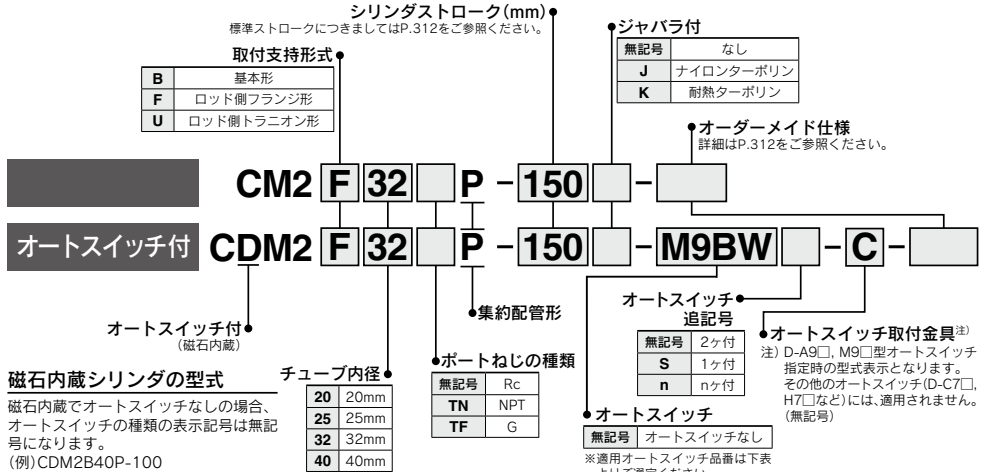 シリンダストローク(mm)
標準ストロークにつきましてはP.312をご参照ください。
ジャバラ付
無記号 なし
J ナイロンターポリン
K 耐熱ターポリン
取付支持形式
B 基本形
F ロッド側フランジ形
U ロッド側トラニオン形
オーダーメイド仕様
詳細はP.312をご参照ください。
CM2 F 32 P - 150 -
オートスイッチ付 CDM2 F 32 P - 150 - M9BW - C -
オートスイッチ付
(磁石内蔵)
集約配管形
オートスイッチ
追記号
無記号 2ヶ付
S 1ヶ付
n nヶ付
オートスイッチ取付金具注)
注) D-A9□, M9□型オートスイッチ
指定時の型式表示となります。
その他のオートスイッチ(D-C7□,
H7□など)には、適用されません。
(無記号)
磁石内蔵シリンダの型式
磁石内蔵でオートスイッチなしの場合、
オートスイッチの種類の表示記号は無記
号になります。
(例)CDM2B40P-100
チューブ内径
20 20mm
25 25mm
32 32mm
40 40mm
ポートねじの種類
無記号 Rc
TN NPT
TF G
オートスイッチ
無記号 オートスイッチなし
※適用オートスイッチ品番は下表
よりご選定ください。